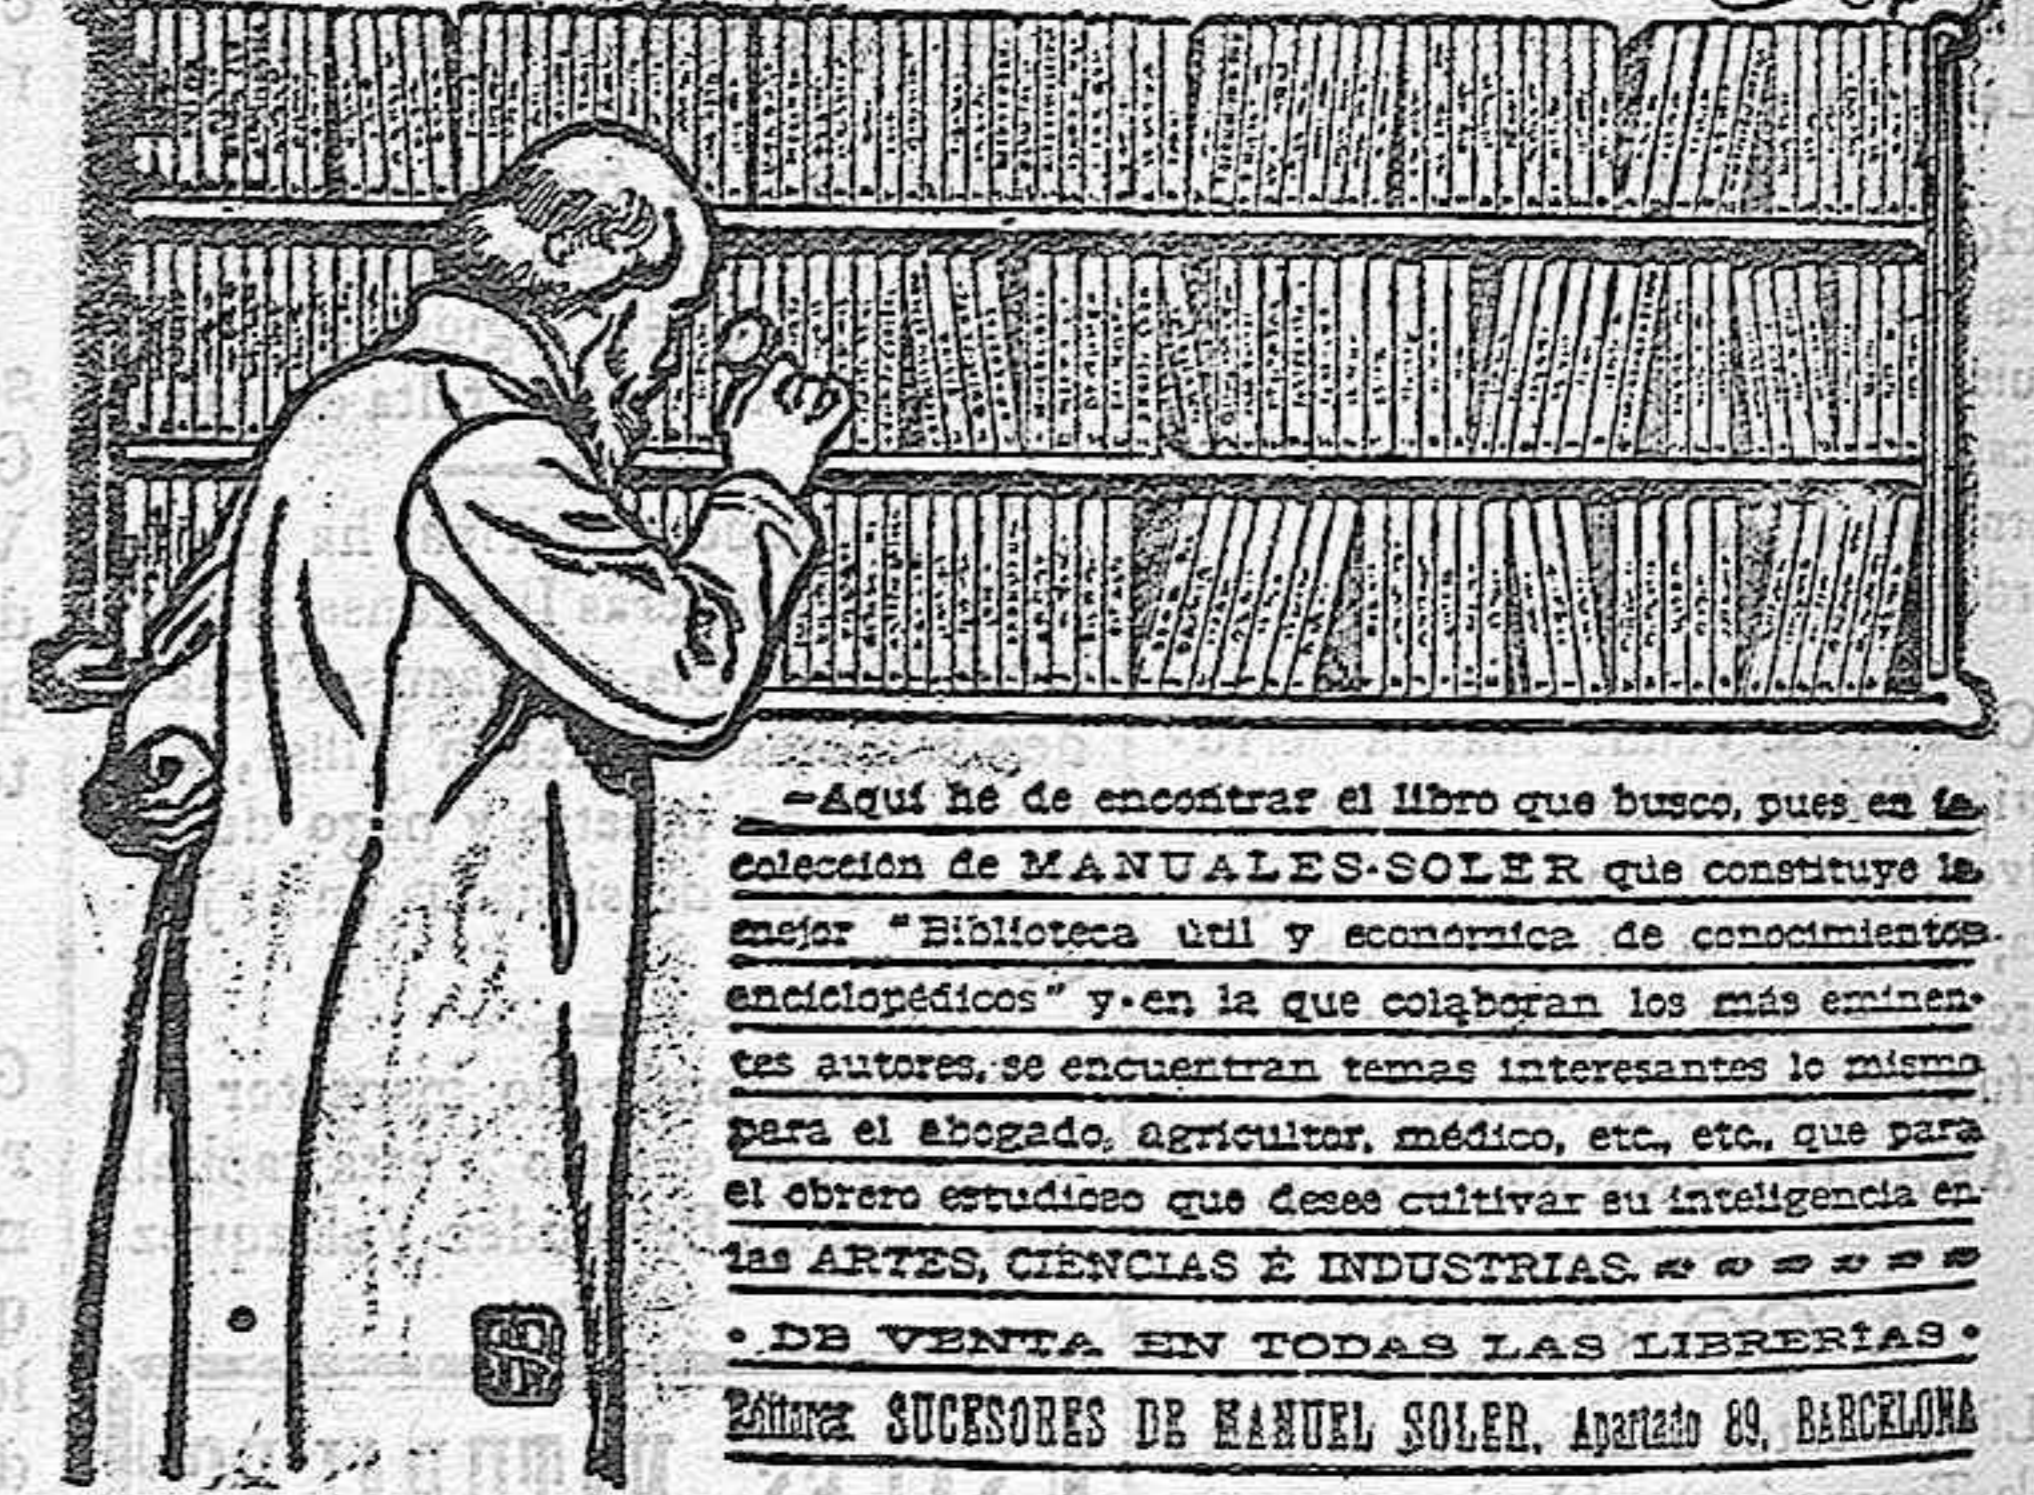 —Aquí he de encontrar el libro que busco, pues en la
colección de MANUALES-SOLER que constituye la
mejor "Biblioteca útil y económica de conocimientos
enciclopédicos" y en la que colaboran los más eminen-
tes autores, se encuentran temas interesantes lo mismo
para el abogado, agricultor, médico, etc., etc., que para
el obrero estudioso que desee cultivar su inteligencia en
las ARTES, CIENCIAS É INDUSTRIAS.
• DE VENTA EN TODAS LAS LIBRERÍAS •
Editores: SUCESORES DE MANUEL SOLER. Apartado 89, BARCELONA